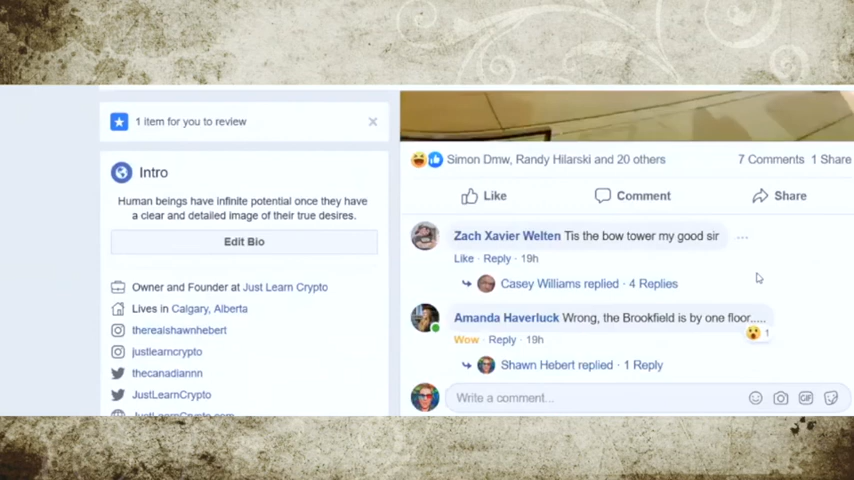 1 item for you to review
Intro
Human beings have infinite potential once they have
a clear and detailed image of their true desires.
Edit Bio
Owner and Founder at Just Learn Crypto
Lives in Calgary, Alberta
therealshawnhebert
justlearncrypto
thecanadiannn
JustLearnCrypto
JustLearnCrypto.com
Simon Dmw, Randy Hilarski and 20 others 7 Comments 1 Share
Like Comment Share
Zach Xavier Welten Tis the bow tower my good sir
Like · Reply · 19h
Casey Williams replied · 4 Replies
Amanda Haverluck Wrong, the Brookfield is by one floor.....
1
Wow · Reply · 19h
Shawn Hebert replied · 1 Reply
Write a comment...
GIF